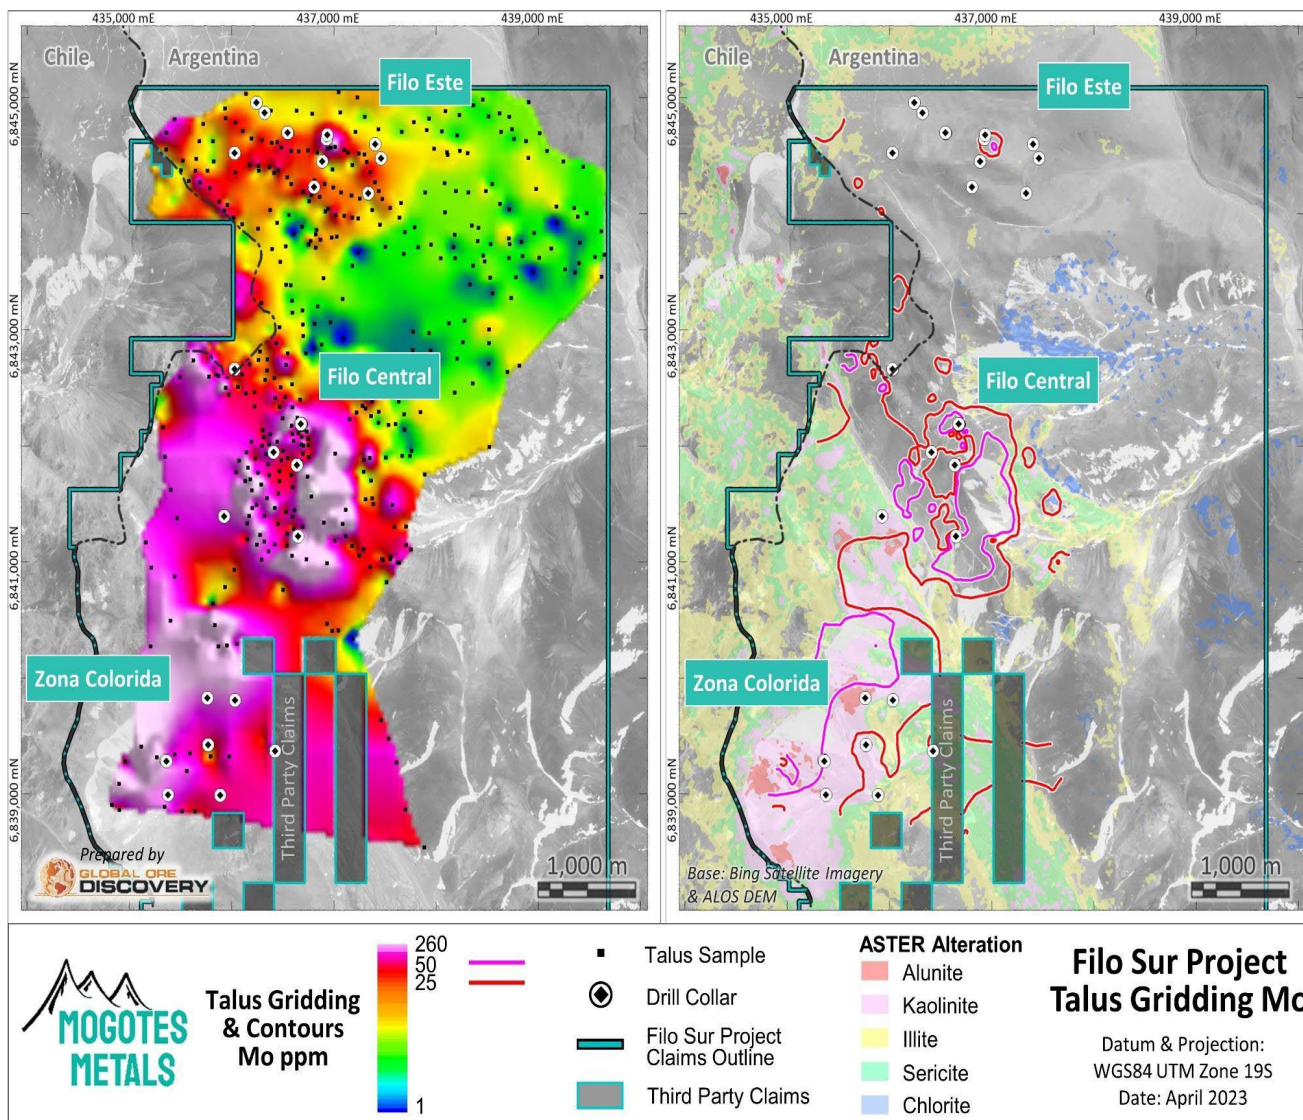 435,000 mE
437,000 mE
439,000 mE
435,000 mE
437,000 mE
439,000 mE
Chile
Argentina
Filo Este
6,845,000 mN
6,843,000 mN
Filo Central
6,841,000 mN
Zona Colorida
Third Party Claims
6,839,000 mN
Prepared by
GLOBAL ORE
DISCOVERY
1,000 m
Chile
Argentina
Filo Este
6,845,000 mN
6,843,000 mN
Filo Central
6,841,000 mN
Zona Colorida
Third Party Claims
6,839,000 mN
Base: Bing Satellite Imagery
& ALOS DEM
1,000 m
MOGOTES
METALS
Talus Gridding
& Contours
Mo ppm
260
50
25
1
Talus Sample
Drill Collar
Filo Sur Project
Claims Outline
Third Party Claims
ASTER Alteration
Alunite
Kaolinite
Illite
Sericite
Chlorite
Filo Sur Project
Talus Gridding Mo
Datum & Projection:
WGS84 UTM Zone 19S
Date: April 2023